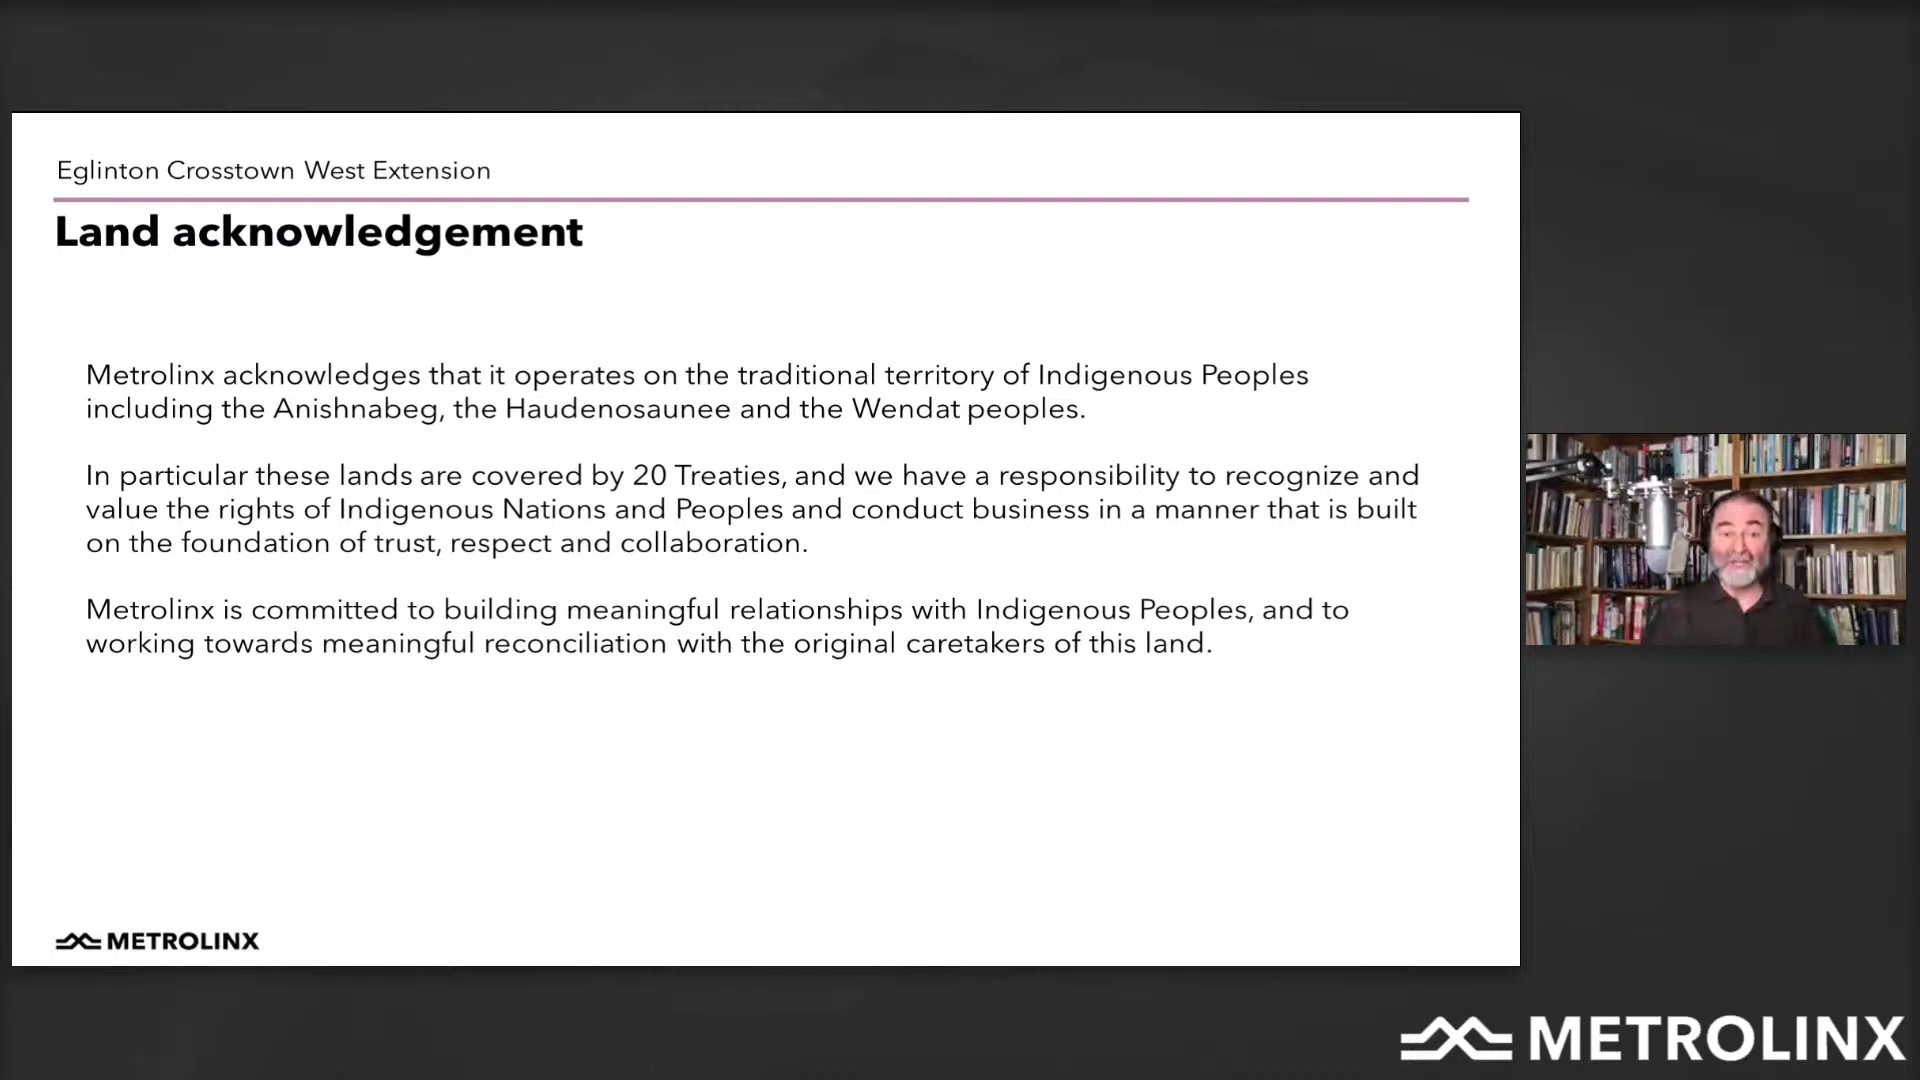 Eglinton Crosstown West Extension
Land acknowledgement
Metrolinx acknowledges that it operates on the traditional territory of Indigenous Peoples
including the Anishnabeg, the Haudenosaunee and the Wendat peoples.
In particular these lands are covered by 20 Treaties, and we have a responsibility to recognize and
value the rights of Indigenous Nations and Peoples and conduct business in a manner that is built
on the foundation of trust, respect and collaboration.
Metrolinx is committed to building meaningful relationships with Indigenous Peoples, and to
working towards meaningful reconciliation with the original caretakers of this land.
METROLINX
METROLINX